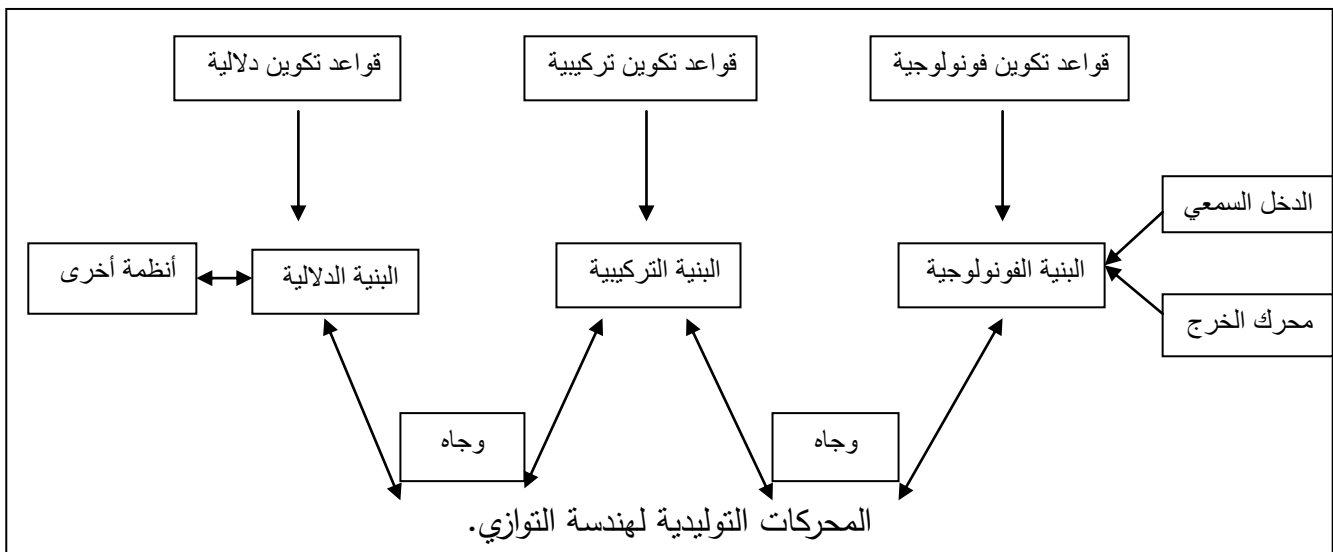 قواعد تكوين فونولوجية
قواعد تكوين تركيبية
قواعد تكوين دلالية
الدخل السمعي
البنية الفونولوجية
البنية التركيبية
البنية الدلالية
أنظمة أخرى
محرك الخرج
وجاه
وجاه
المحركات التوليدية لهندسة التوازي.